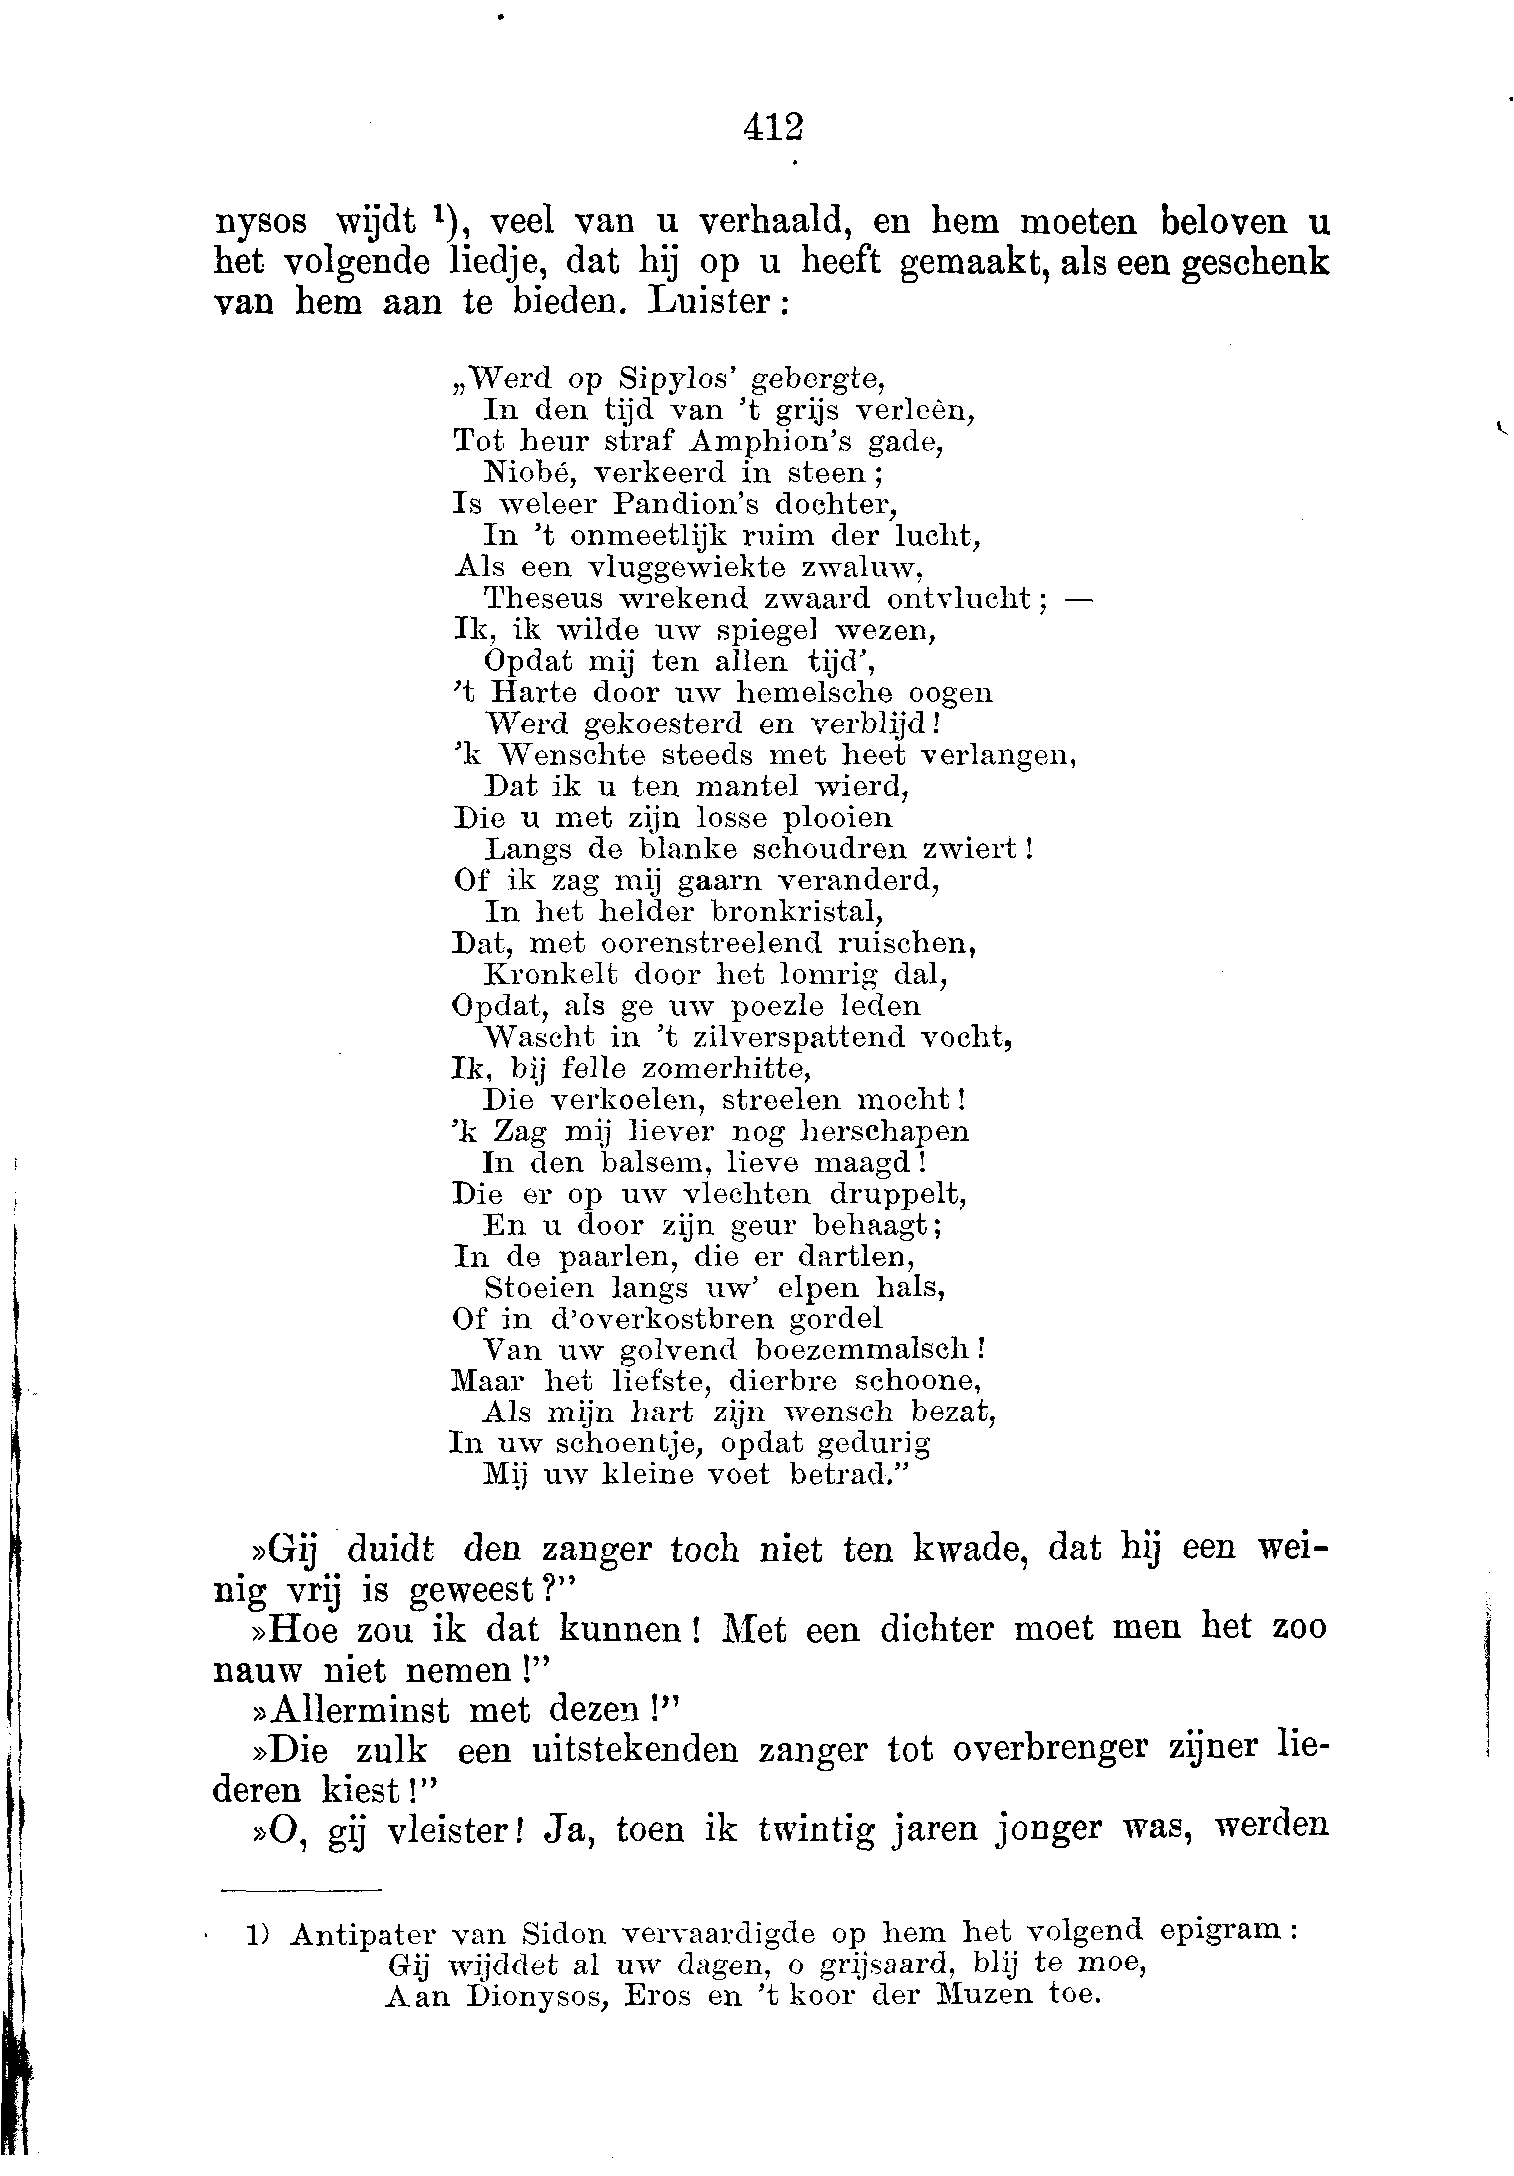 412
nysos wijdt ¹), veel van u verhaald, en hem moeten beloven u
het volgende liedje, dat hij op u heeft gemaakt, als een geschenk
van hem aan te bieden. Luister:
„Werd op Sipylos' gebergte,
In den tijd van 't grijs verleên,
Tot heur straf Amphion's gade,
Niobé, verkeerd in steen;
Is weleer Pandion's dochter,
In 't onmeetlijk ruim der lucht,
Als een vluggewiekte zwaluw,
Theseus wrekend zwaard ontvlucht; —
Ik, ik wilde uw spiegel wezen,
Opdat mij ten allen tijd',
't Harte door uw hemelsche oogen
Werd gekoesterd en verblijd!
'k Wenschte steeds met heet verlangen,
Dat ik u ten mantel wierd,
Die u met zijn losse plooien
Langs de blanke schoudren zwiert!
Of ik zag mij gaarn veranderd,
In het helder bronkristal,
Dat, met oorenstreelend ruischen,
Kronkelt door het lomrig dal,
Opdat, als ge uw poezle leden
Wascht in 't zilverspattend vocht,
Ik, bij felle zomerhitte,
Die verkoelen, streelen mocht!
'k Zag mij liever nog herschapen
In den balsem, lieve maagd!
Die er op uw vlechten druppelt,
En u door zijn geur behaagt;
In de paarlen, die er dartlen,
Stoeien langs uw' elpen hals,
Of in d'overkostbren gordel
Van uw golvend boezemmalsch!
Maar het liefste, dierbre schoone,
Als mijn hart zijn wensch bezat,
In uw schoentje, opdat gedurig
Mij uw kleine voet betrad."
»Gij duidt den zanger toch niet ten kwade, dat hij een wei-
nig vrij is geweest?"
»Hoe zou ik dat kunnen! Met een dichter moet men het zoo
nauw niet nemen!"
»Allerminst met dezen!"
»Die zulk een uitstekenden zanger tot overbrenger zijner lie-
deren kiest!"
»O, gij vleister! Ja, toen ik twintig jaren jonger was, werden
1) Antipater van Sidon vervaardigde op hem het volgend epigram:
Gij wijddet al uw dagen, o grijsaard, blij te moe,
Aan Dionysos, Eros en 't koor der Muzen toe.